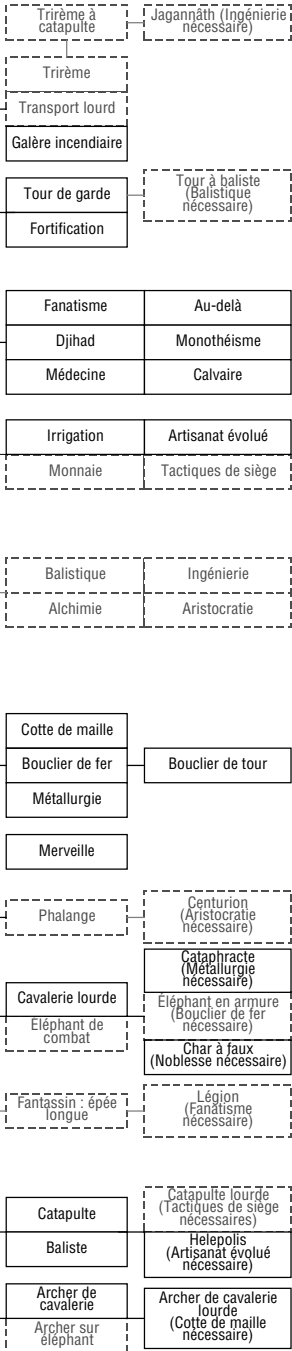 Trirème à
catapulte
Jagannâth (Ingénierie
nécessaire)
Trirème
Transport lourd
Galère incendiaire
Tour de garde
Tour à baliste
(Balistique
nécessaire)
Fortification
Fanatisme
Au-delà
Djihad
Monothéisme
Médecine
Calvaire
Irrigation
Artisanat évolué
Monnaie
Tactiques de siège
Balistique
Ingénierie
Alchimie
Aristocratie
Cotte de maille
Bouclier de fer
Bouclier de tour
Métallurgie
Merveille
Phalange
Centurion
(Aristocratie
nécessaire)
Cataphracte
(Métallurgie
nécessaire)
Cavalerie lourde
Éléphant en armure
(Bouclier de fer
nécessaire)
Éléphant de
combat
Char à faux
(Noblesse nécessaire)
Fantassin : épée
longue
Légion
(Fanatisme
nécessaire)
Catapulte
Catapulte lourde
(Tactiques de siège
nécessaires)
Baliste
Helepolis
(Artisanat évolué
nécessaire)
Archer de
cavalerie
Archer de cavalerie
lourde
(Cotte de maille
nécessaire)
Archer sur
éléphant